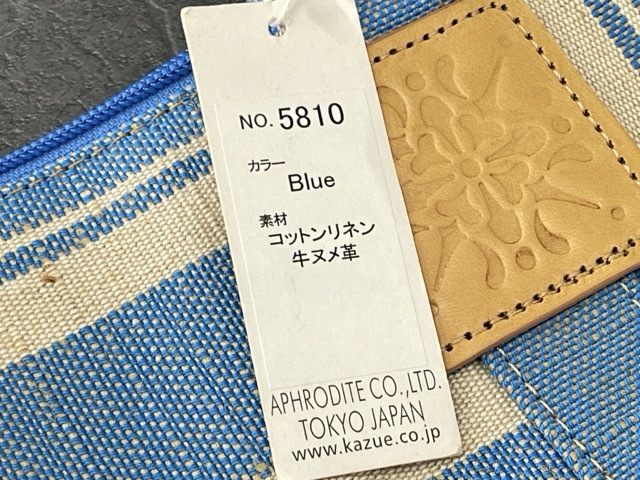 NO. 5810
カラー
Blue
素材
コットンリネン
牛ヌメ革
APHRODITE CO.,LTD.
TOKYO JAPAN
www.kazue.co.jp